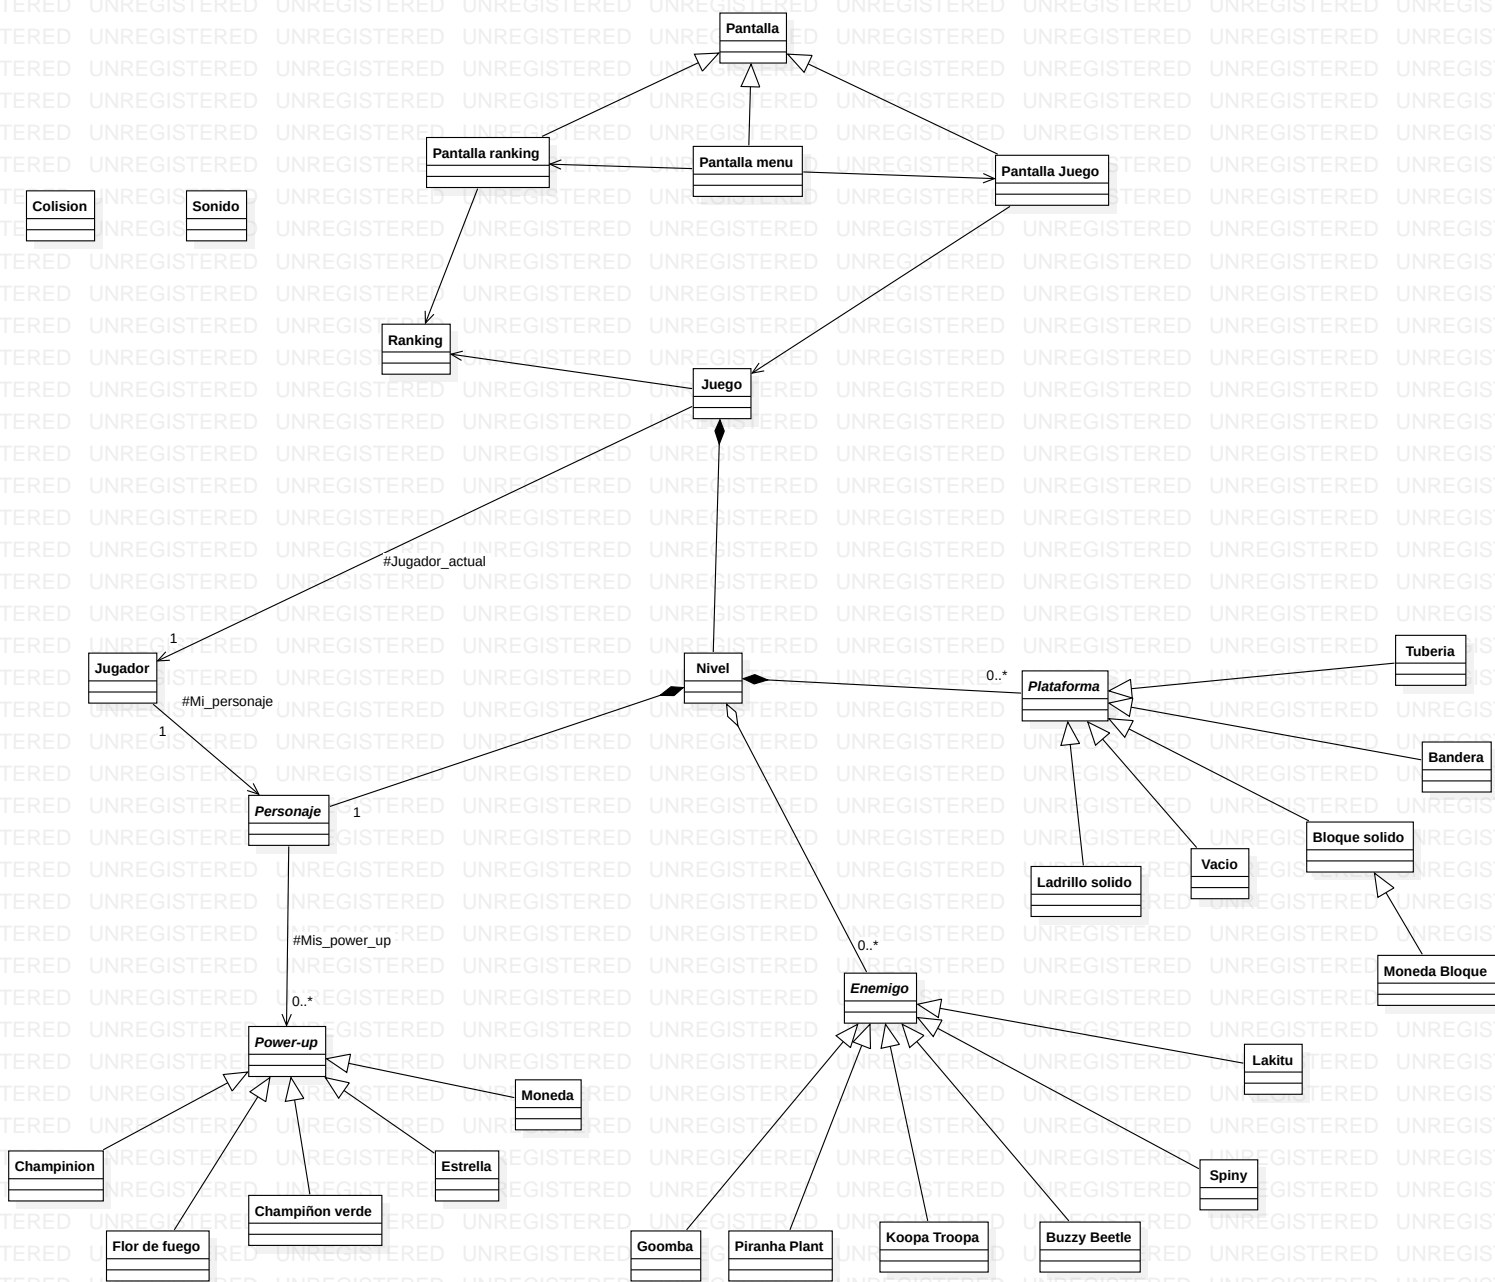 Pantalla
Pantalla ranking
Pantalla menu
Pantalla Juego
Colision
Sonido
Ranking
Juego
#Jugador_actual
1
Jugador
#Mi_personaje
1
Nivel
0..*
Plataforma
Tuberia
Bandera
Personaje
1
Bloque solido
Vacio
Ladrillo solido
#Mis_power_up
0..*
0..*
Moneda Bloque
Enemigo
Power-up
Lakitu
Moneda
Champinion
Estrella
Spiny
Champiñon verde
Flor de fuego
Goomba
Piranha Plant
Koopa Troopa
Buzzy Beetle
UNREGISTERED